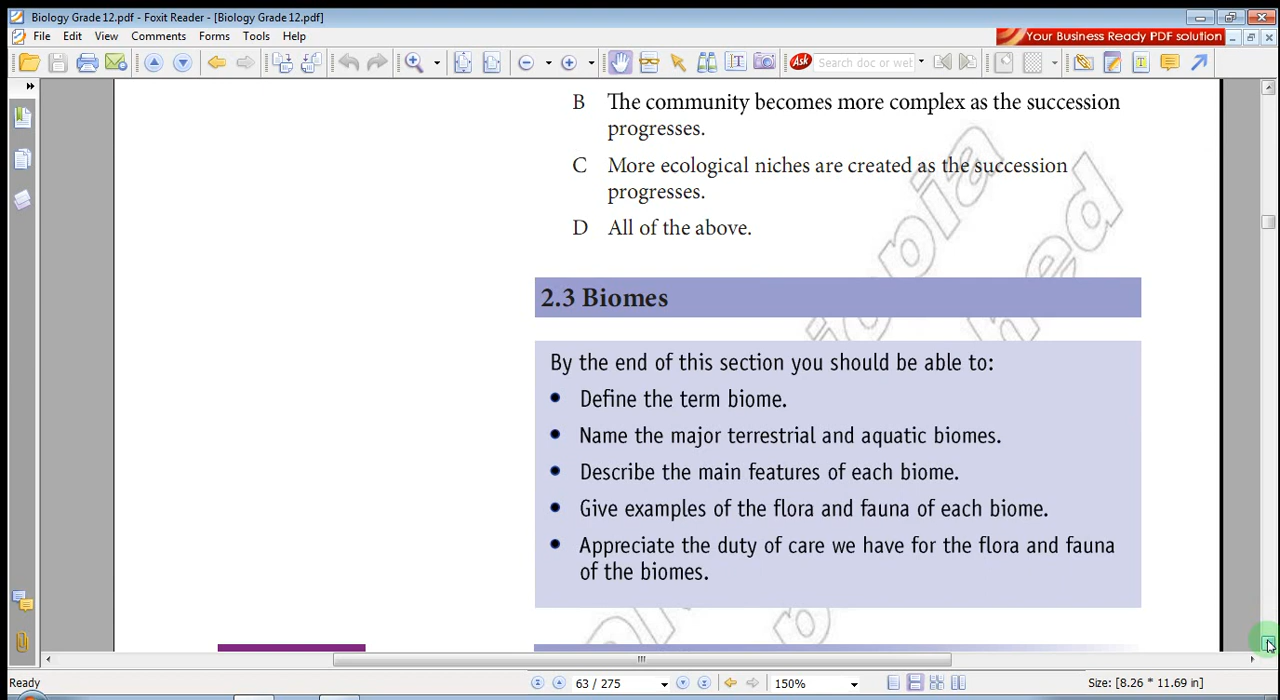 Biology Grade 12.pdf - Foxit Reader - [Biology Grade 12.pdf]
File Edit View Comments Forms Tools Help
Your Business Ready PDF solution
Ask Search doc or wel
B The community becomes more complex as the succession
progresses.
C More ecological niches are created as the succession
progresses.
D All of the above.
2.3 Biomes
By the end of this section you should be able to:
• Define the term biome.
• Name the major terrestrial and aquatic biomes.
• Describe the main features of each biome.
• Give examples of the flora and fauna of each biome.
• Appreciate the duty of care we have for the flora and fauna
of the biomes.
Ready 63 / 275 150% Size: [8.26 * 11.69 in]